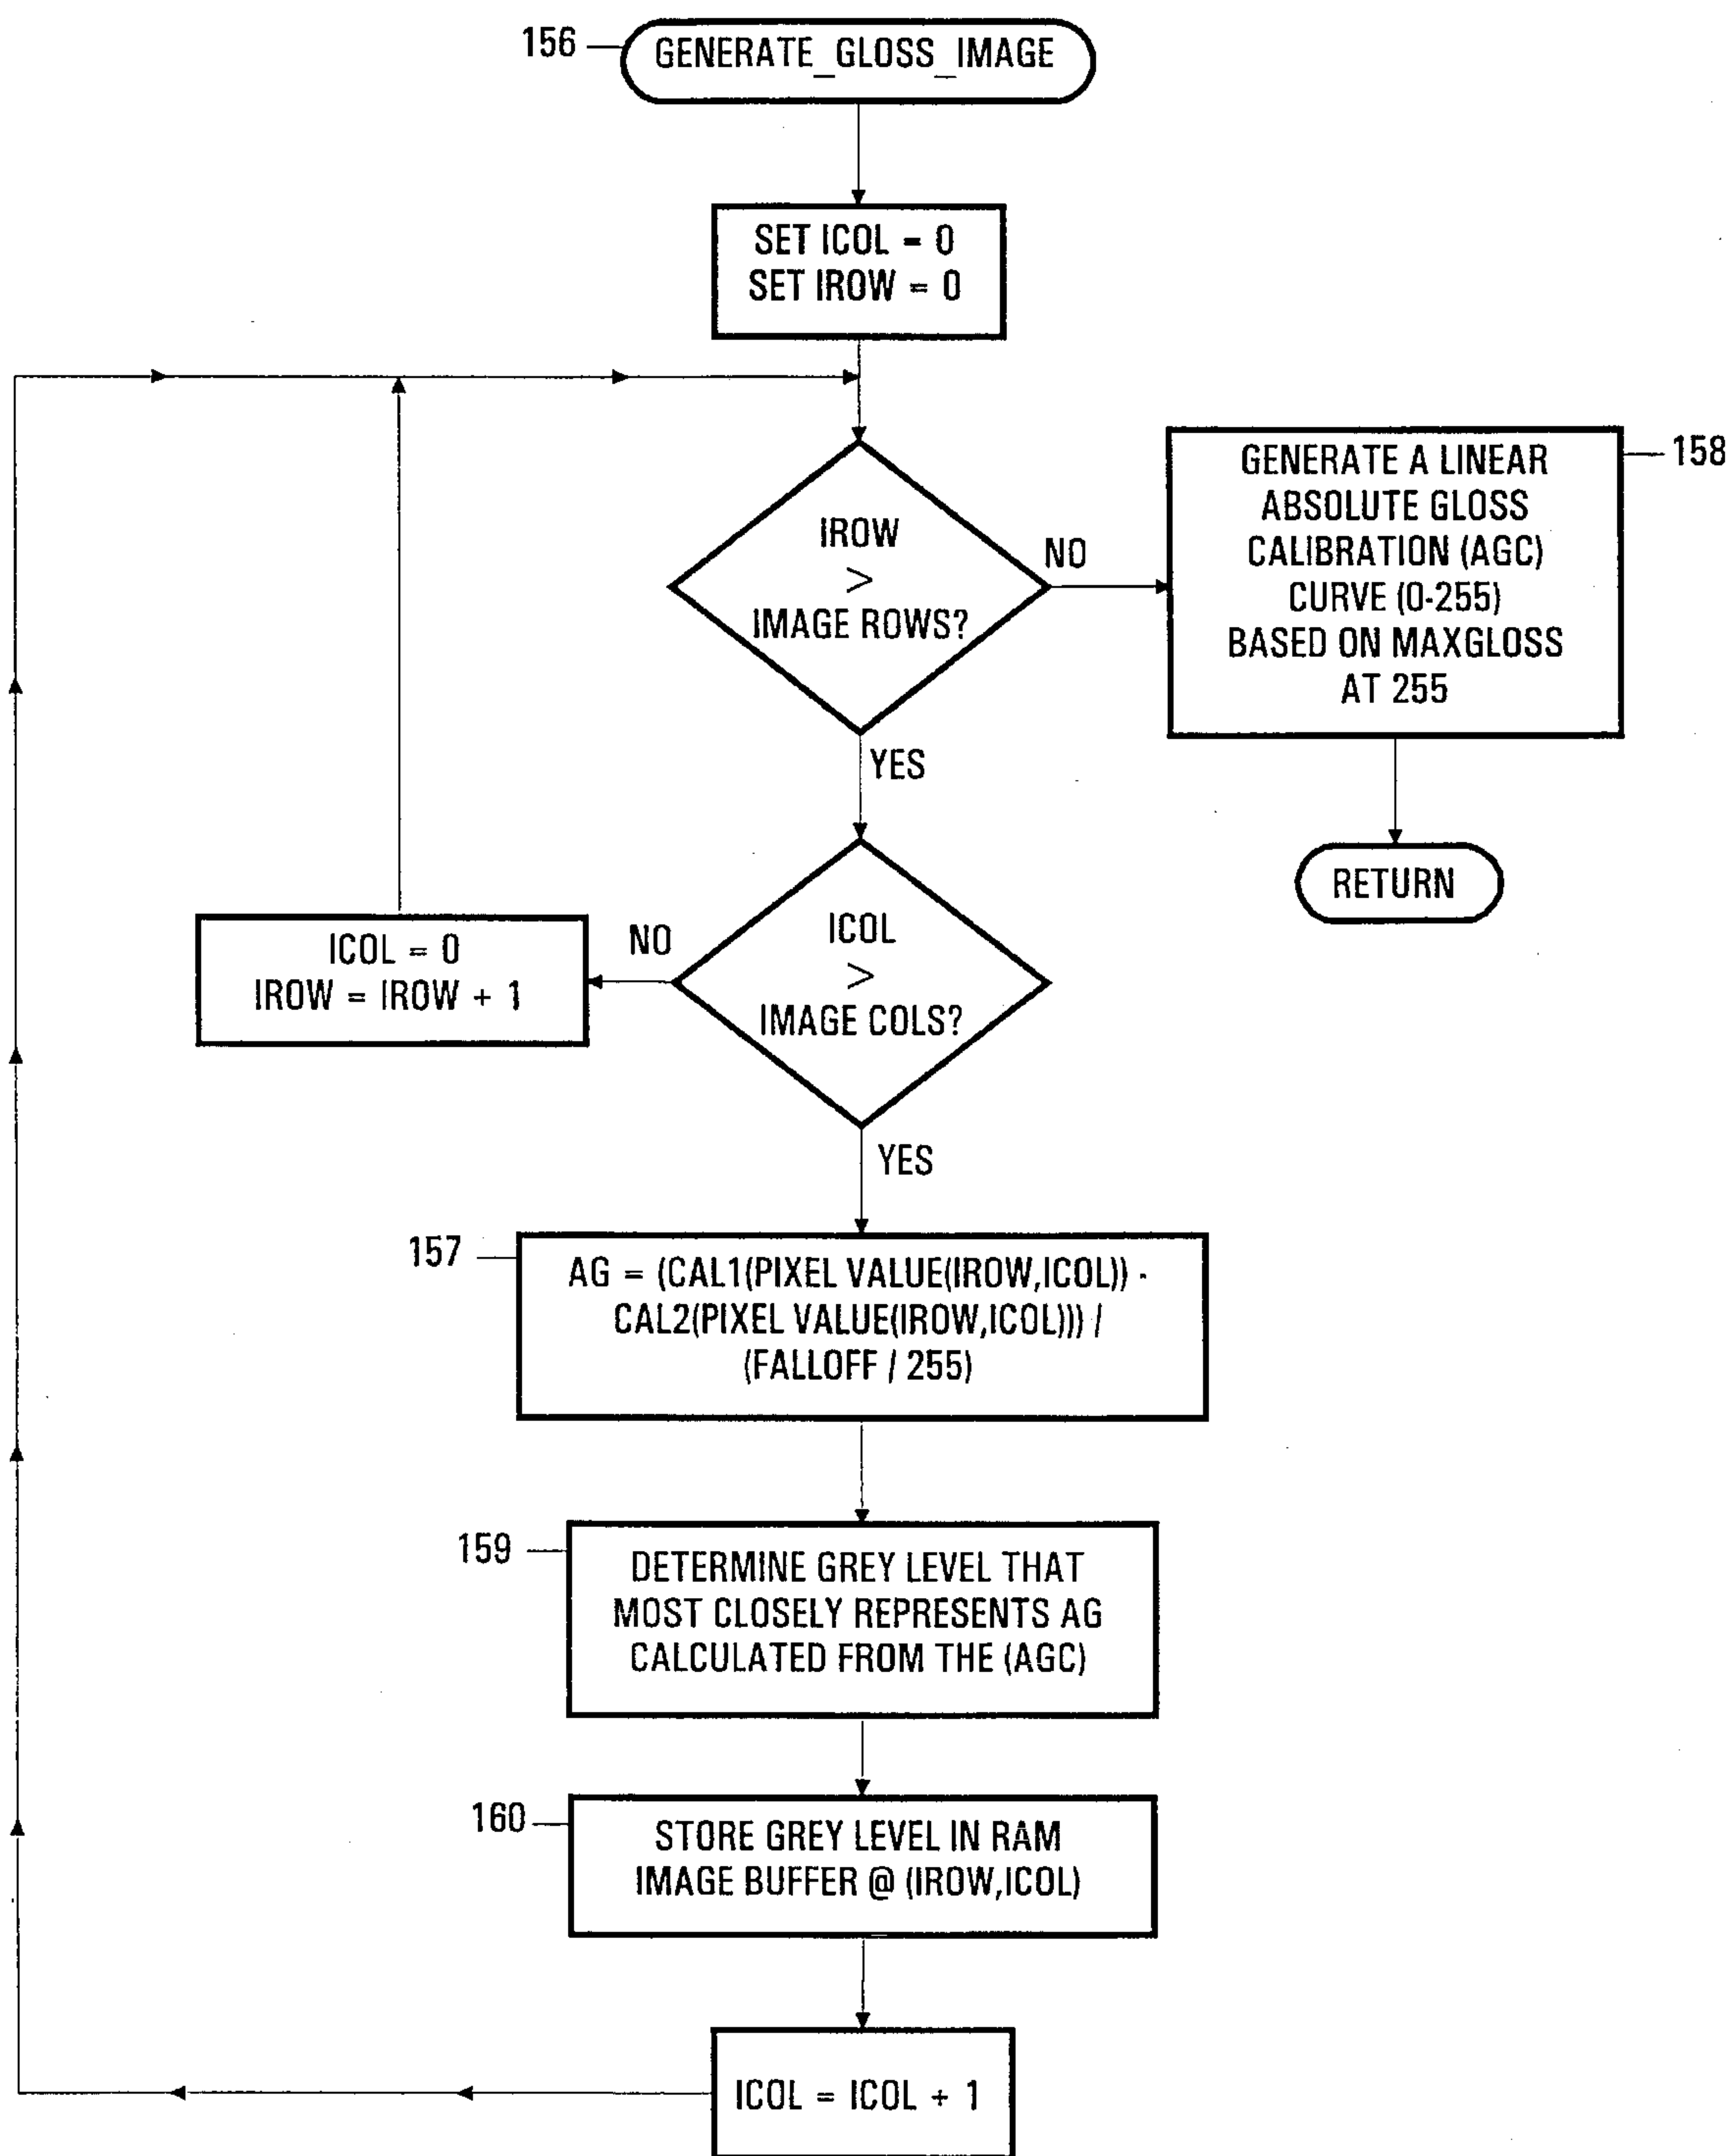 156
GENERATE_GLOSS_IMAGE
SET ICOL = 0
SET IROW = 0
IROW
>
IMAGE ROWS?
NO
GENERATE A LINEAR
ABSOLUTE GLOSS
CALIBRATION (AGC)
CURVE (0-255)
BASED ON MAXGLOSS
AT 255
158
YES
RETURN
ICOL
>
IMAGE COLS?
NO
ICOL = 0
IROW = IROW + 1
YES
157
AG = (CAL1(PIXEL VALUE(IROW,ICOL)) -
CAL2(PIXEL VALUE(IROW,ICOL))) /
(FALLOFF / 255)
159
DETERMINE GREY LEVEL THAT
MOST CLOSELY REPRESENTS AG
CALCULATED FROM THE (AGC)
160
STORE GREY LEVEL IN RAM
IMAGE BUFFER @ (IROW,ICOL)
ICOL = ICOL + 1